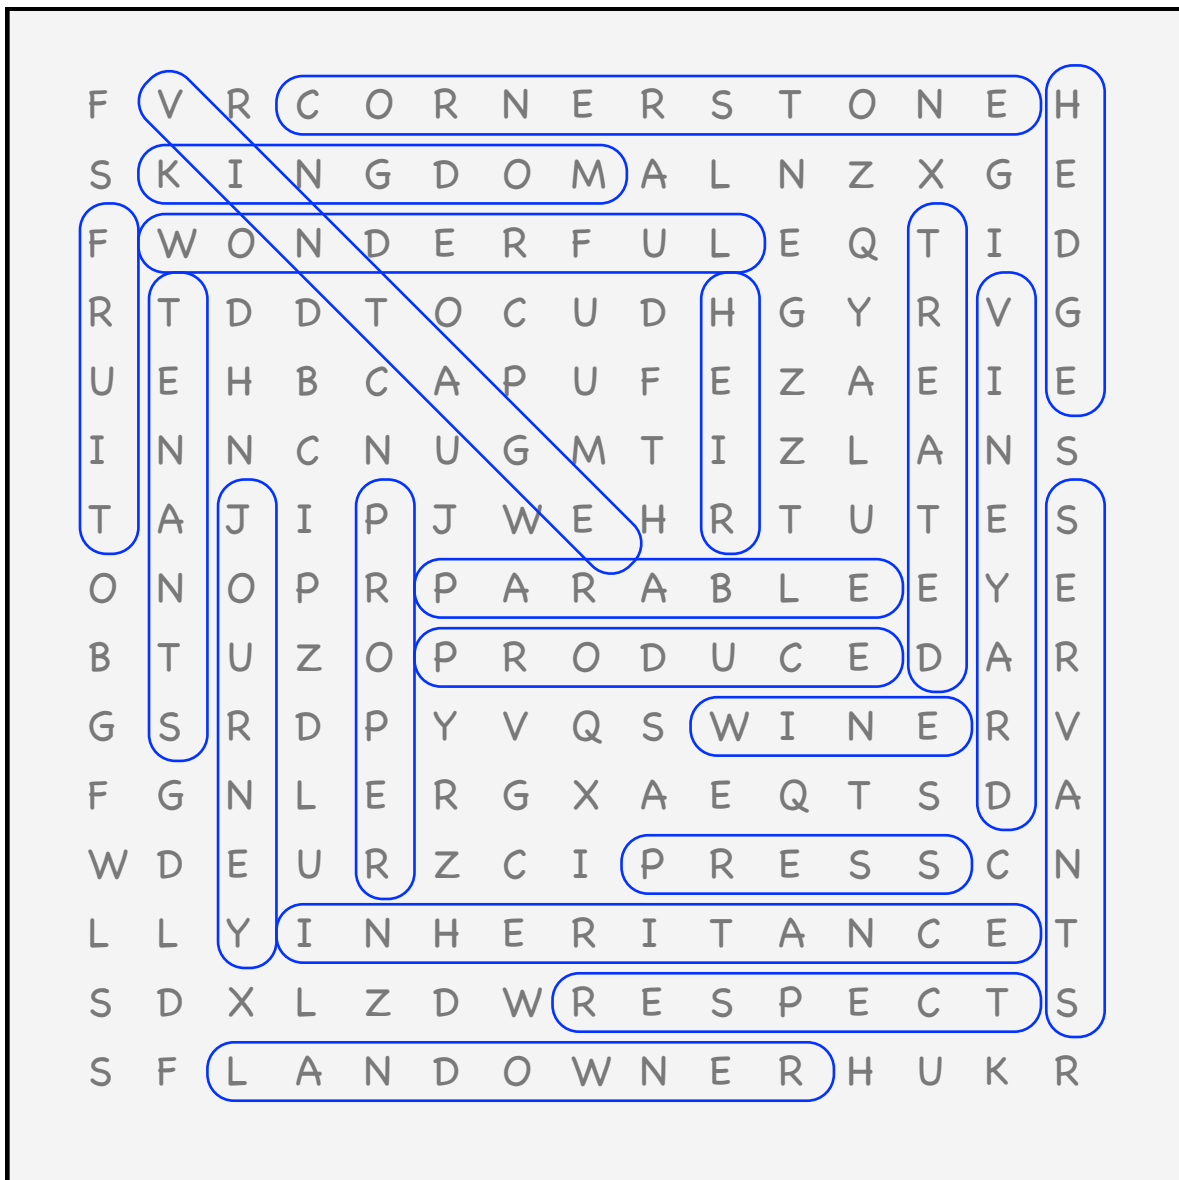 F V R C O R N E R S T O N E H
S K I N G D O M A L N Z X G E
F W O N D E R F U L E Q T I D
R T D D T O C U D H G Y R V G
U E H B C A P U F E Z A E I E
I N N C N U G M T I Z L A N S
T A J I P J W E H R T U T E S
O N O P R P A R A B L E E Y E
B T U Z O P R O D U C E D A R
G S R D P Y V Q S W I N E R V
F G N L E R G X A E Q T S D A
W D E U R Z C I P R E S S C N
L L Y I N H E R I T A N C E T
S D X L Z D W R E S P E C T S
S F L A N D O W N E R H U K R